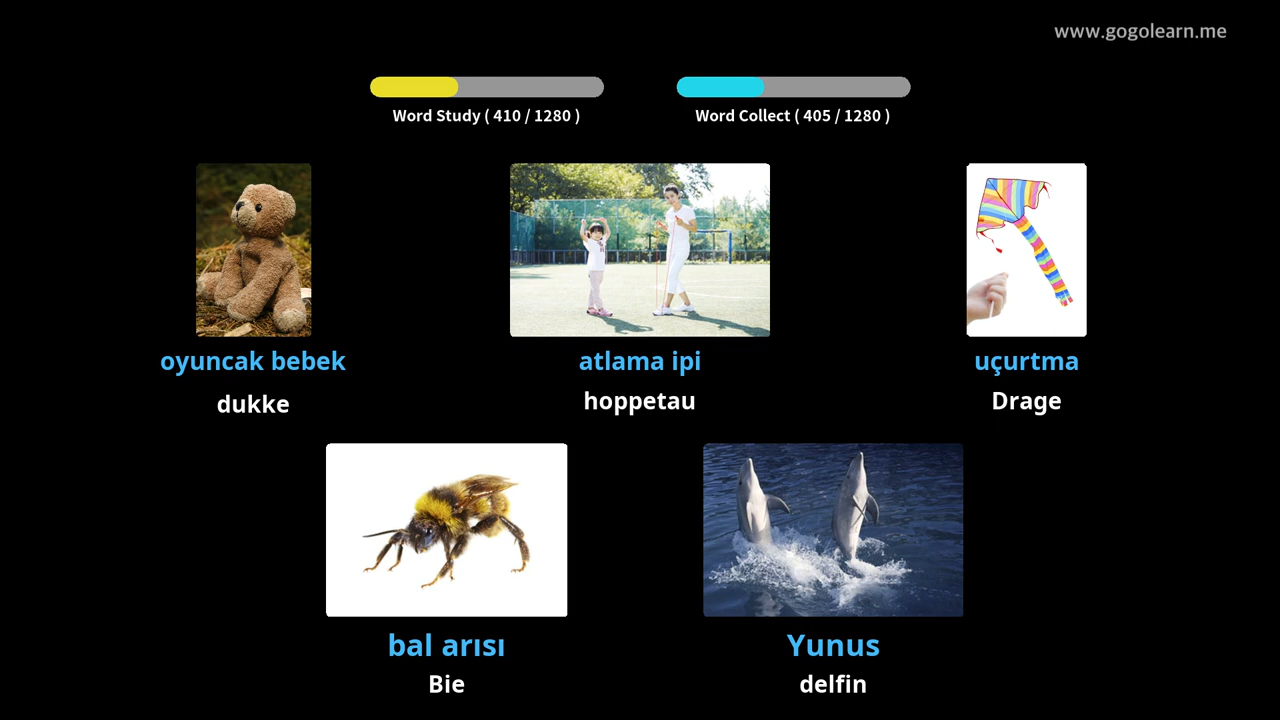 www.gogolearn.me
Word Study ( 410 / 1280 )
Word Collect ( 405 / 1280 )
oyuncak bebek
dukke
atlama ipi
hoppetau
uçurtma
Drage
bal arısı
Bie
Yunus
delfin